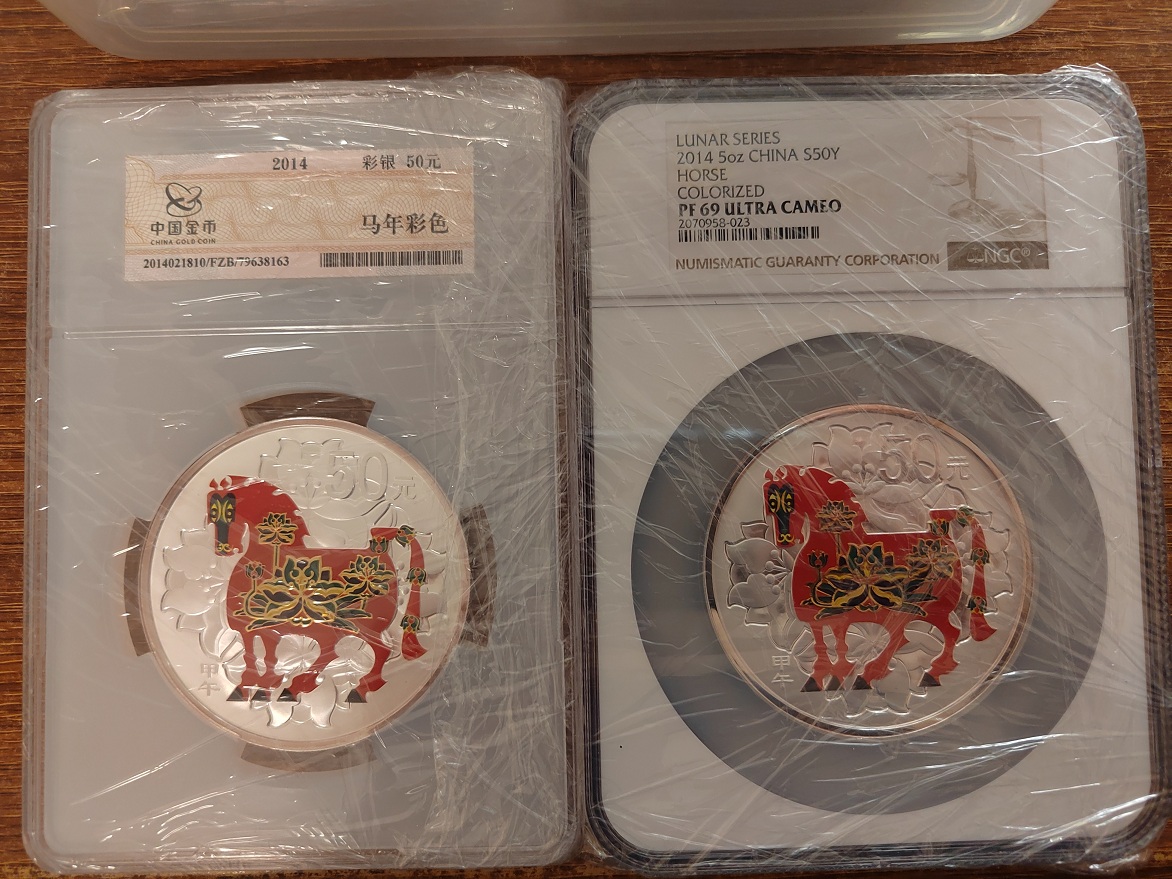 2014 彩银 50元
中国金币
CHINA GOLD COIN
马年彩色
2014021810/FZB/79638163
50元
甲午
LUNAR SERIES
2014 5oz CHINA S50Y
HORSE
COLORIZED
PF 69 ULTRA CAMEO
2070958-023
NUMISMATIC GUARANTY CORPORATION
NGC®
50元
甲午